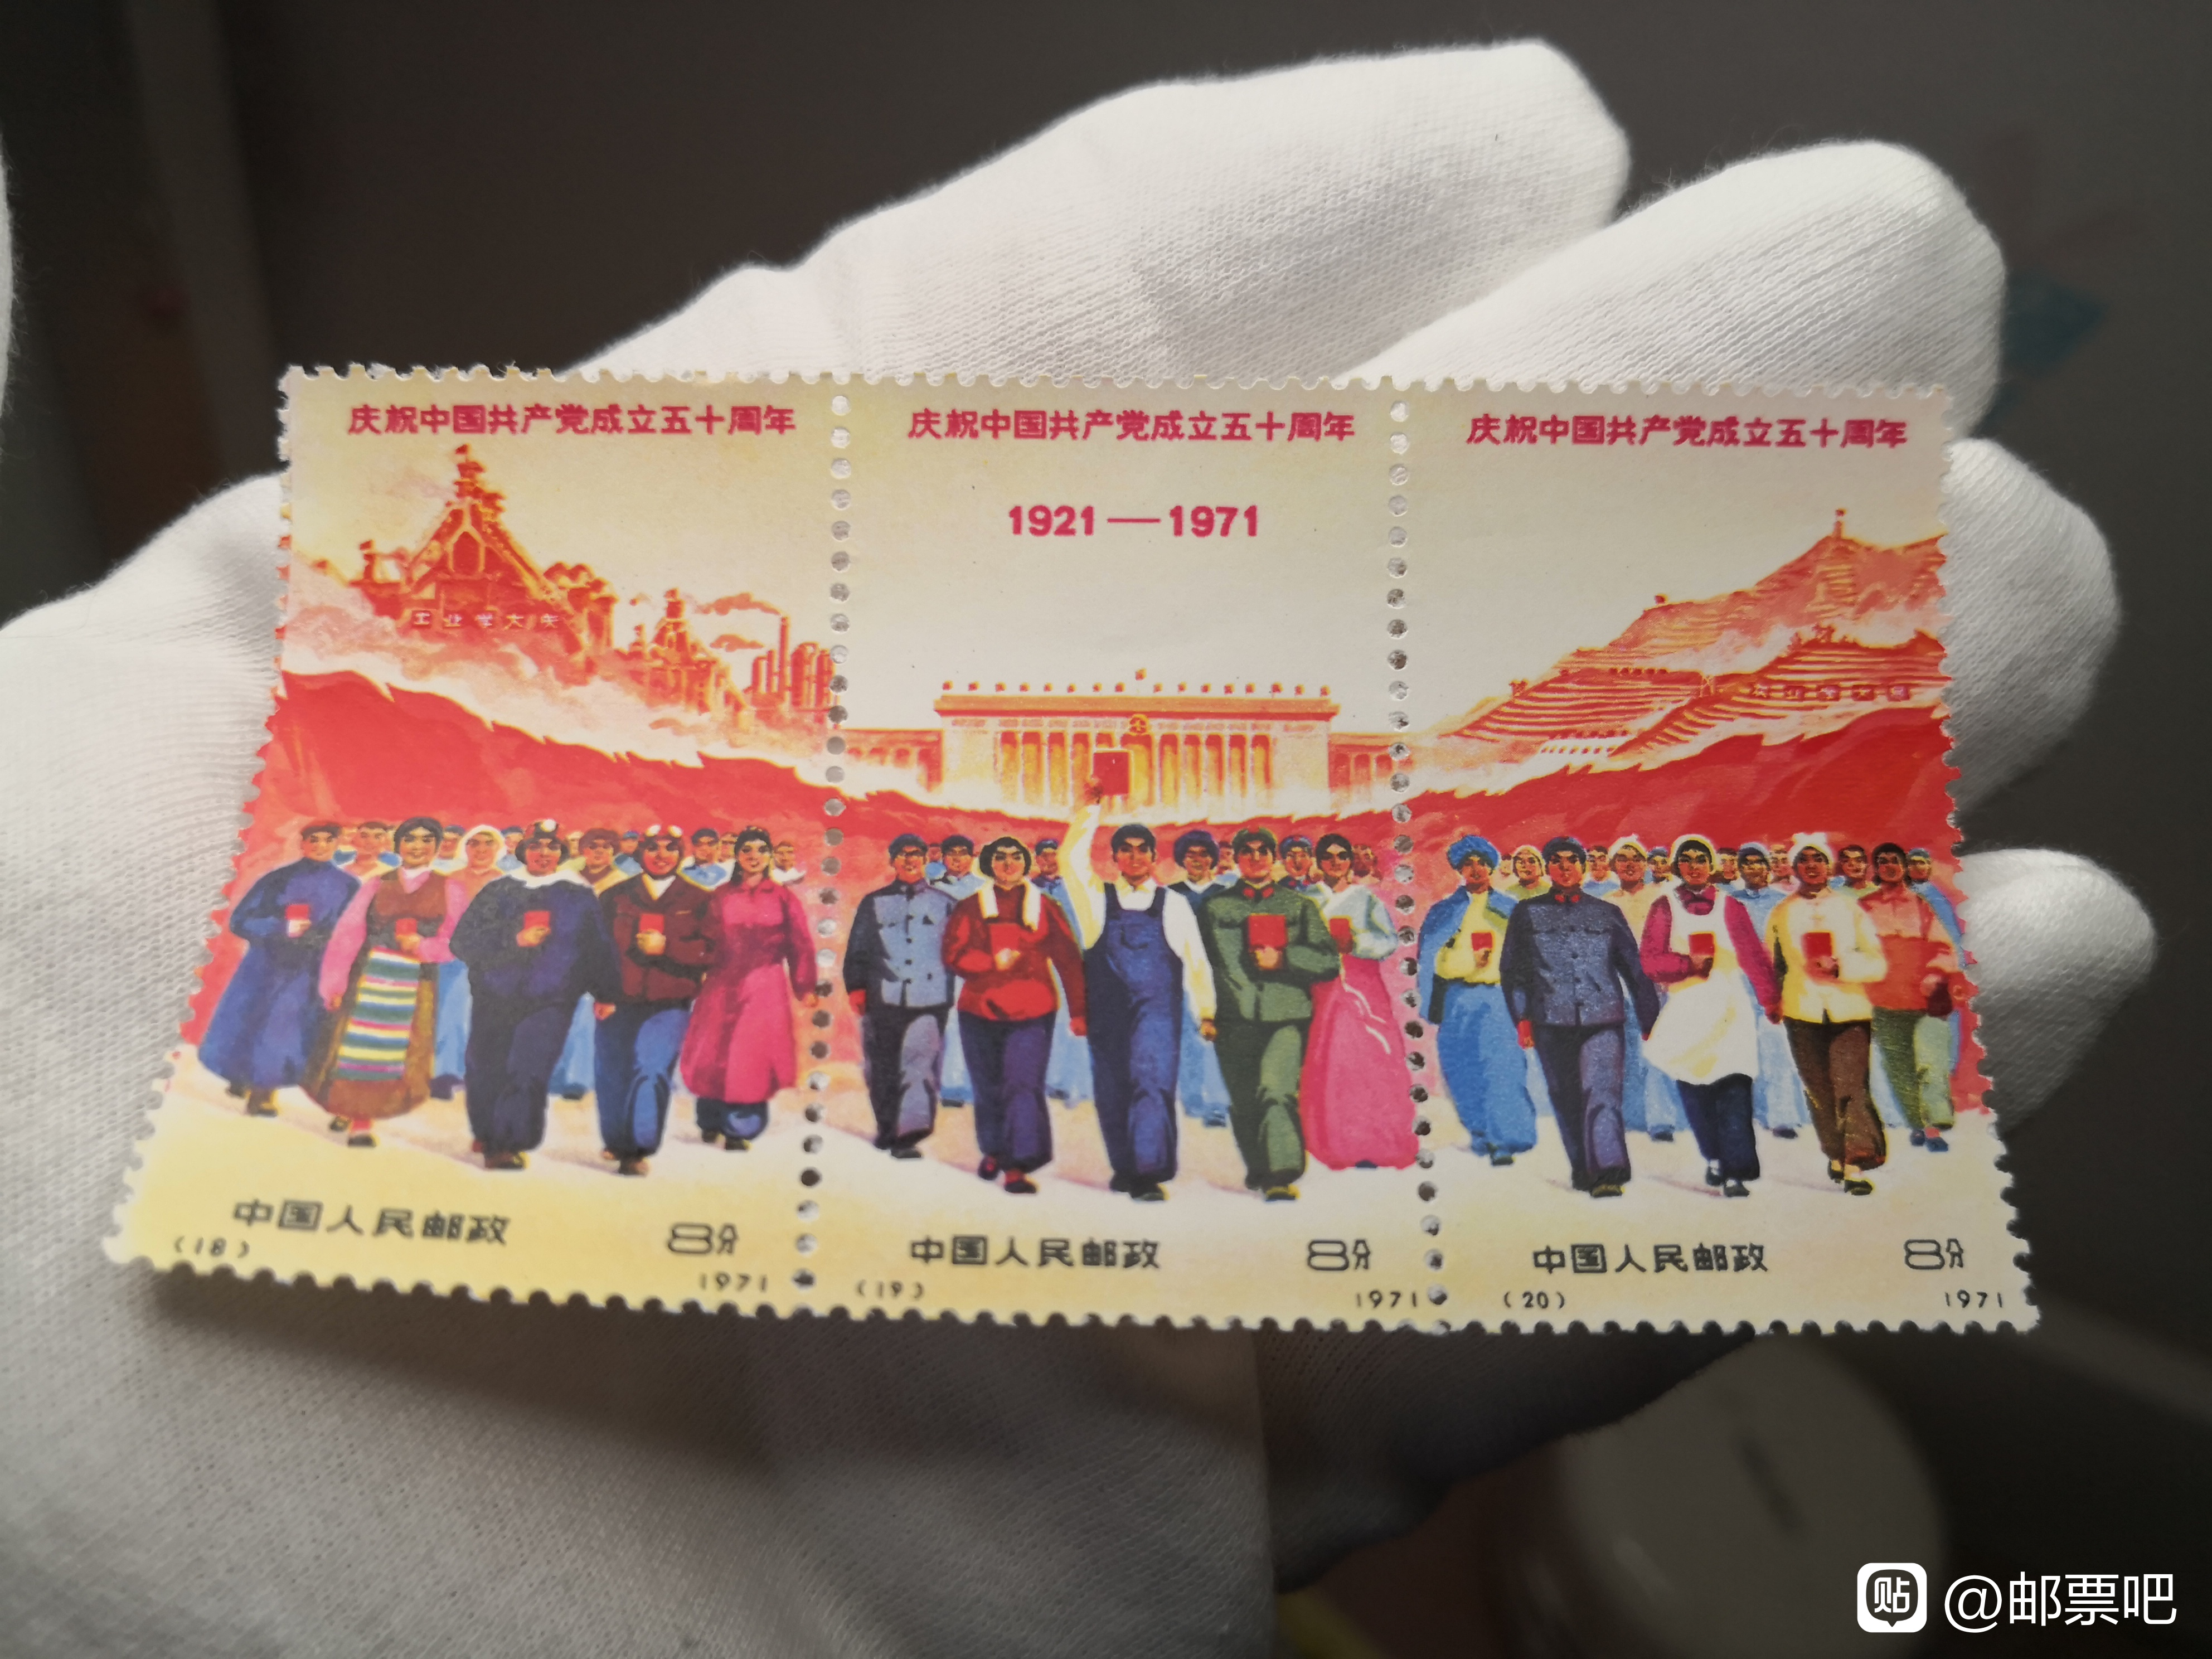 庆祝中国共产党成立五十周年
工业学大庆
中国人民邮政
8分
(18)
1971
庆祝中国共产党成立五十周年
1921—1971
中国人民邮政
8分
(19)
1971
庆祝中国共产党成立五十周年
中国人民邮政
8分
(20)
1971
贴 @邮票吧